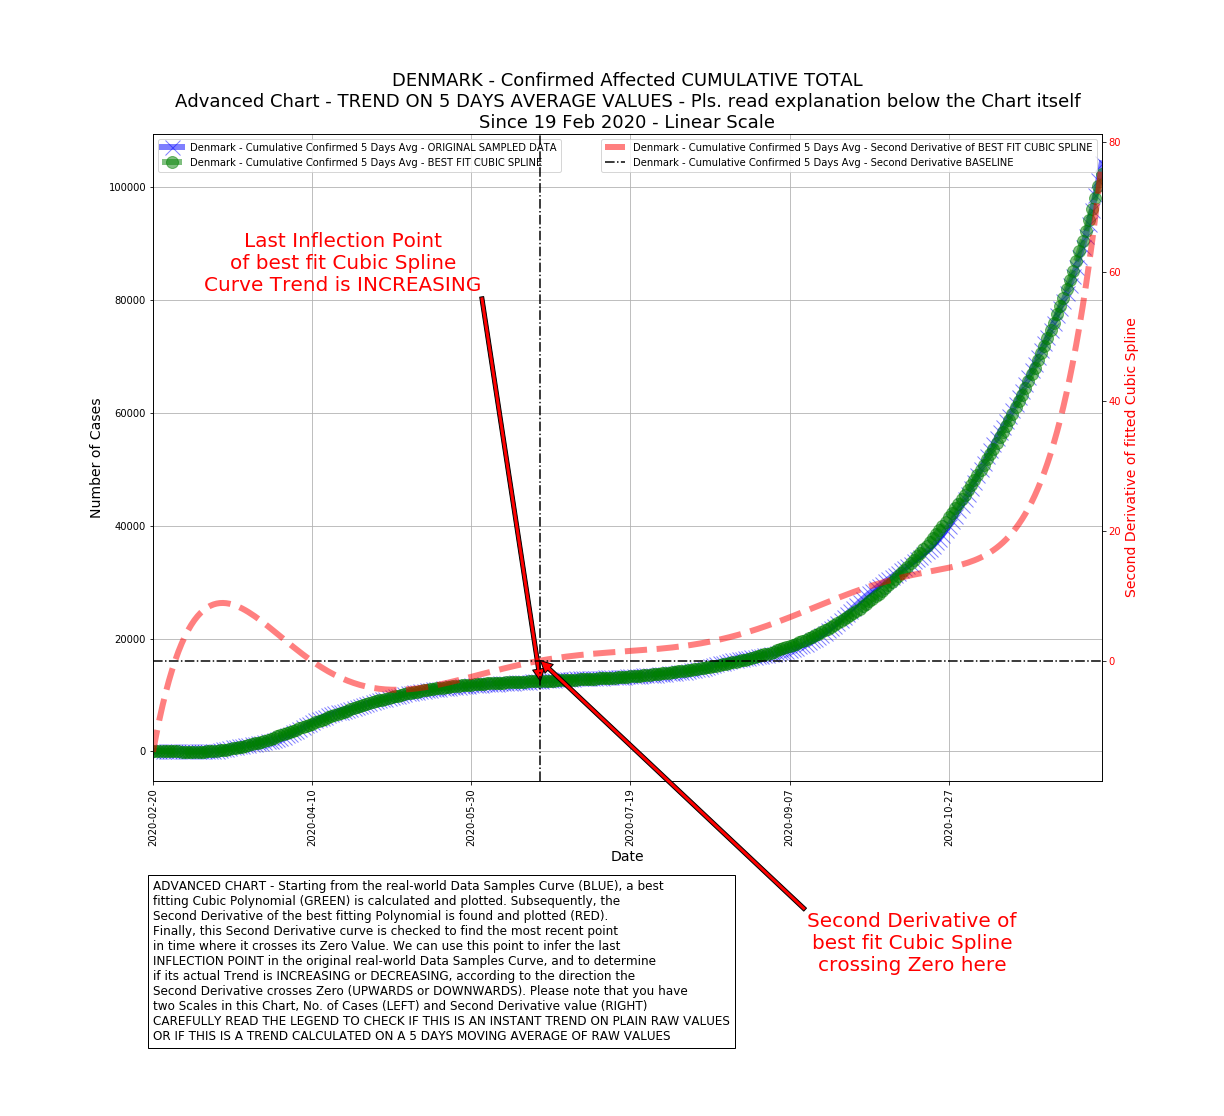 DENMARK - Confirmed Affected CUMULATIVE TOTAL
Advanced Chart - TREND ON 5 DAYS AVERAGE VALUES - Pls. read explanation below the Chart itself
Since 19 Feb 2020 - Linear Scale
Denmark - Cumulative Confirmed 5 Days Avg - ORIGINAL SAMPLED DATA
Denmark - Cumulative Confirmed 5 Days Avg - BEST FIT CUBIC SPLINE
Denmark - Cumulative Confirmed 5 Days Avg - Second Derivative of BEST FIT CUBIC SPLINE
Denmark - Cumulative Confirmed 5 Days Avg - Second Derivative BASELINE
Last Inflection Point
of best fit Cubic Spline
Curve Trend is INCREASING
Number of Cases
100000
80000
60000
40000
20000
0
Second Derivative of fitted Cubic Spline
80
60
40
20
0
2020-02-20
2020-04-10
2020-05-30
2020-07-19
2020-09-07
2020-10-27
Date
ADVANCED CHART - Starting from the real-world Data Samples Curve (BLUE), a best
fitting Cubic Polynomial (GREEN) is calculated and plotted. Subsequently, the
Second Derivative of the best fitting Polynomial is found and plotted (RED).
Finally, this Second Derivative curve is checked to find the most recent point
in time where it crosses its Zero Value. We can use this point to infer the last
INFLECTION POINT in the original real-world Data Samples Curve, and to determine
if its actual Trend is INCREASING or DECREASING, according to the direction the
Second Derivative crosses Zero (UPWARDS or DOWNWARDS). Please note that you have
two Scales in this Chart, No. of Cases (LEFT) and Second Derivative value (RIGHT)
CAREFULLY READ THE LEGEND TO CHECK IF THIS IS AN INSTANT TREND ON PLAIN RAW VALUES
OR IF THIS IS A TREND CALCULATED ON A 5 DAYS MOVING AVERAGE OF RAW VALUES
Second Derivative of
best fit Cubic Spline
crossing Zero here